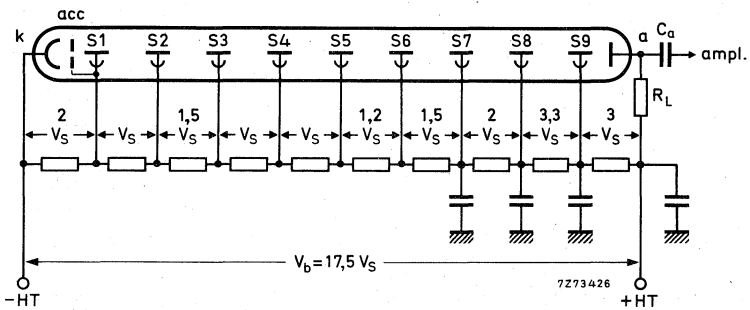 acc
k S1 S2 S3 S4 S5 S6 S7 S8 S9 a Ca
ampl.
RL
2 1,5 1,2 1,5 2 3,3 3
VS VS VS VS VS VS VS VS VS VS
Vb = 17,5 VS
7Z73426
-HT +HT